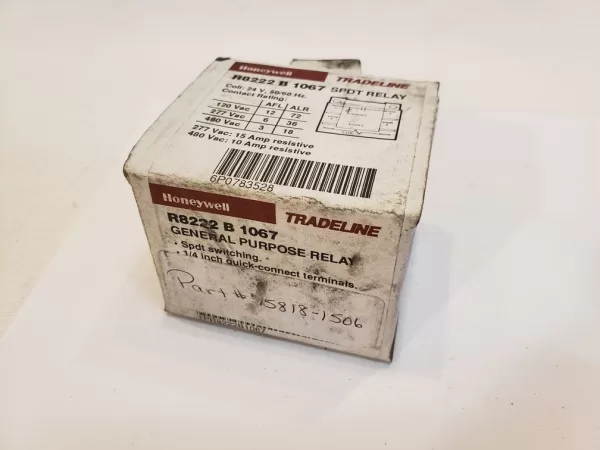 Honeywell
TRADELINE
R8222 B 1067 SPDT RELAY
Coil: 24 V, 50/60 Hz.
Contact Rating:
AFL ALR
120 Vac 12 72
277 Vac 6 36
480 Vac 3 18
277 Vac: 15 Amp resistive
480 Vac: 10 Amp resistive
6P0783528
Honeywell
TRADELINE
R8222 B 1067
GENERAL PURPOSE RELAY
• Spdt switching.
• 1/4 inch quick-connect terminals.
Part #: 15818-1506